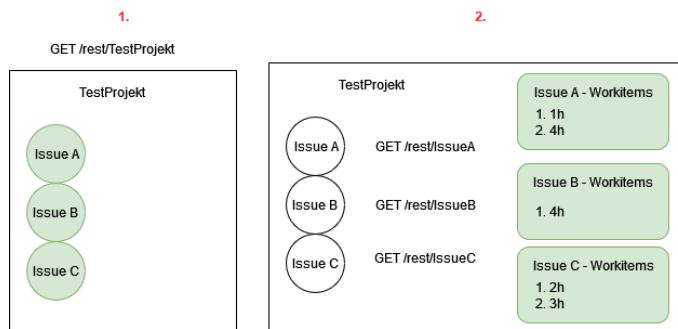 1.
GET /rest/TestProjekt
TestProjekt
Issue A
Issue B
Issue C
2.
TestProjekt
Issue A
GET /rest/IssueA
Issue B
GET /rest/IssueB
Issue C
GET /rest/IssueC
Issue A - Workitems
1. 1h
2. 4h
Issue B - Workitems
1. 4h
Issue C - Workitems
1. 2h
2. 3h